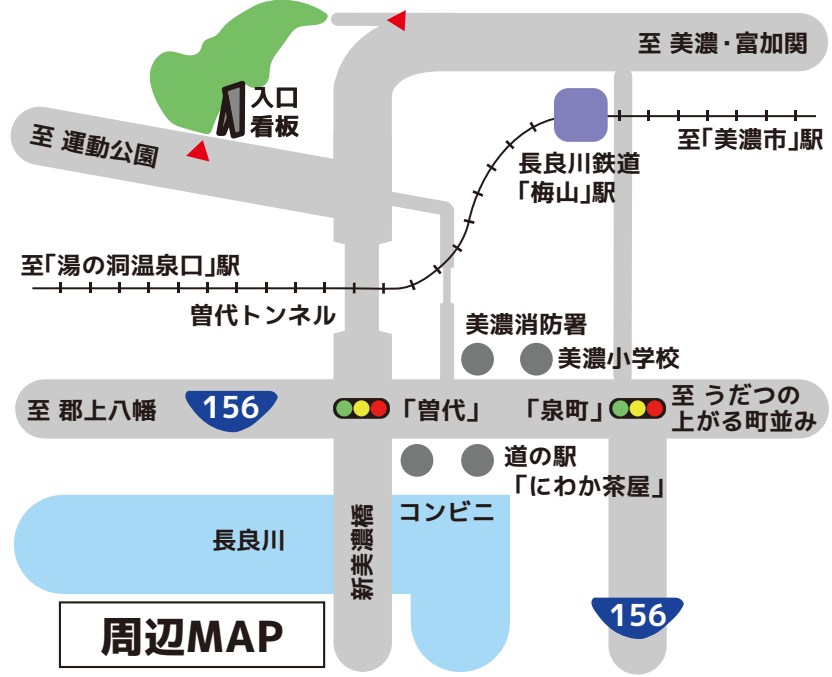 至 美濃・富加関
入口
看板
至 運動公園
至「美濃市」駅
長良川鉄道
「梅山」駅
至「湯の洞温泉口」駅
曽代トンネル
美濃消防署
美濃小学校
至 郡上八幡
156
「曽代」
「泉町」
至 うだつの
上がる町並み
道の駅
「にわか茶屋」
コンビニ
長良川
新美濃橋
156
周辺MAP